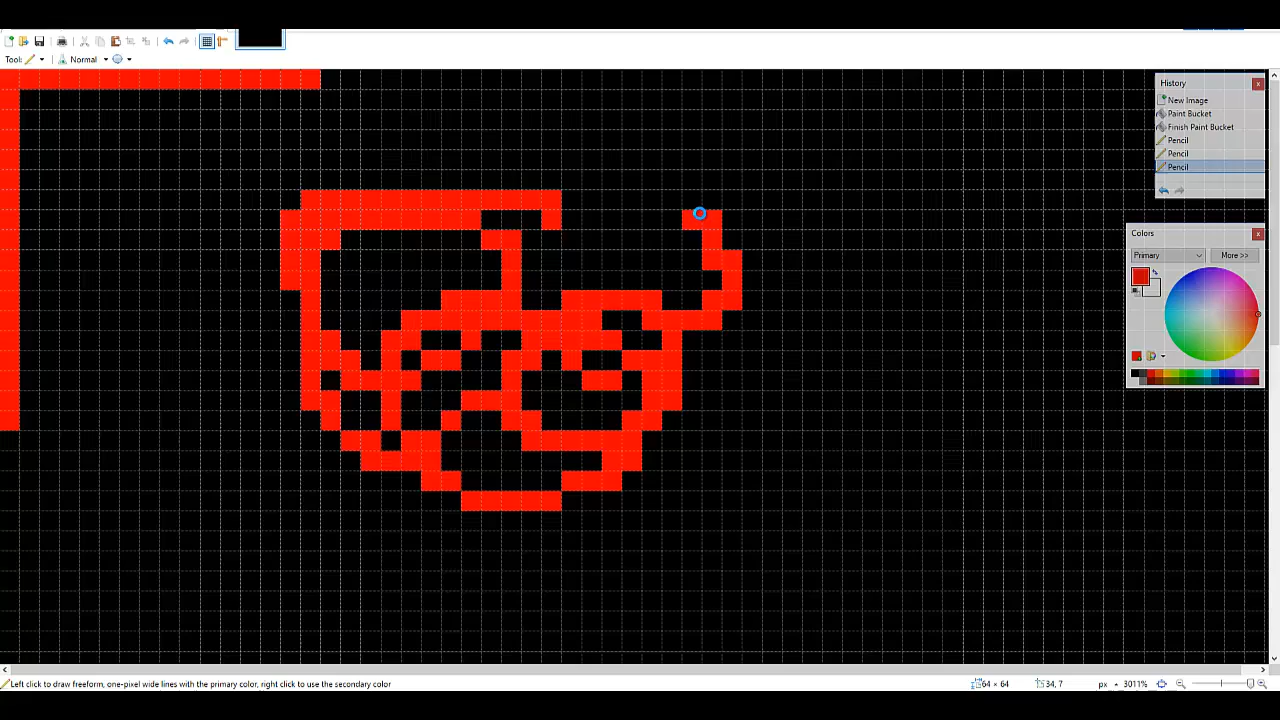 Tool:
Normal
History
New Image
Paint Bucket
Finish Paint Bucket
Pencil
Pencil
Pencil
Colors
Primary
More >>
Left click to draw freeform, one-pixel wide lines with the primary color, right click to use the secondary color
64 × 64
34, 7
px
3011%